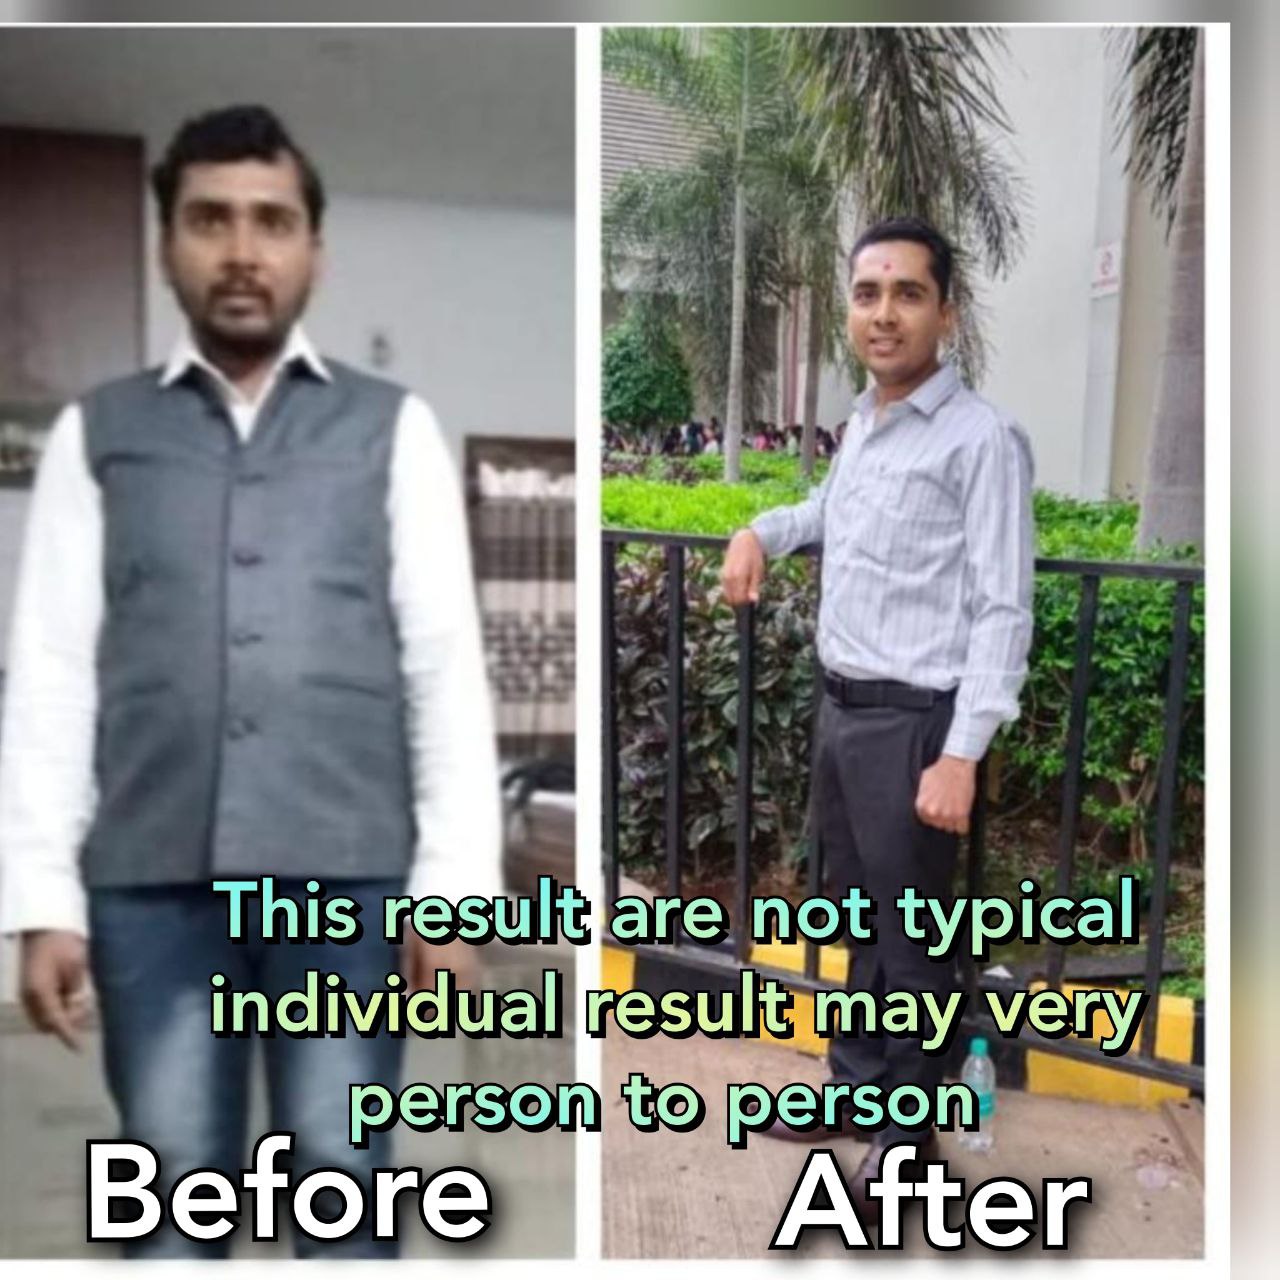 This result are not typical
individual result may very
person to person
Before
After